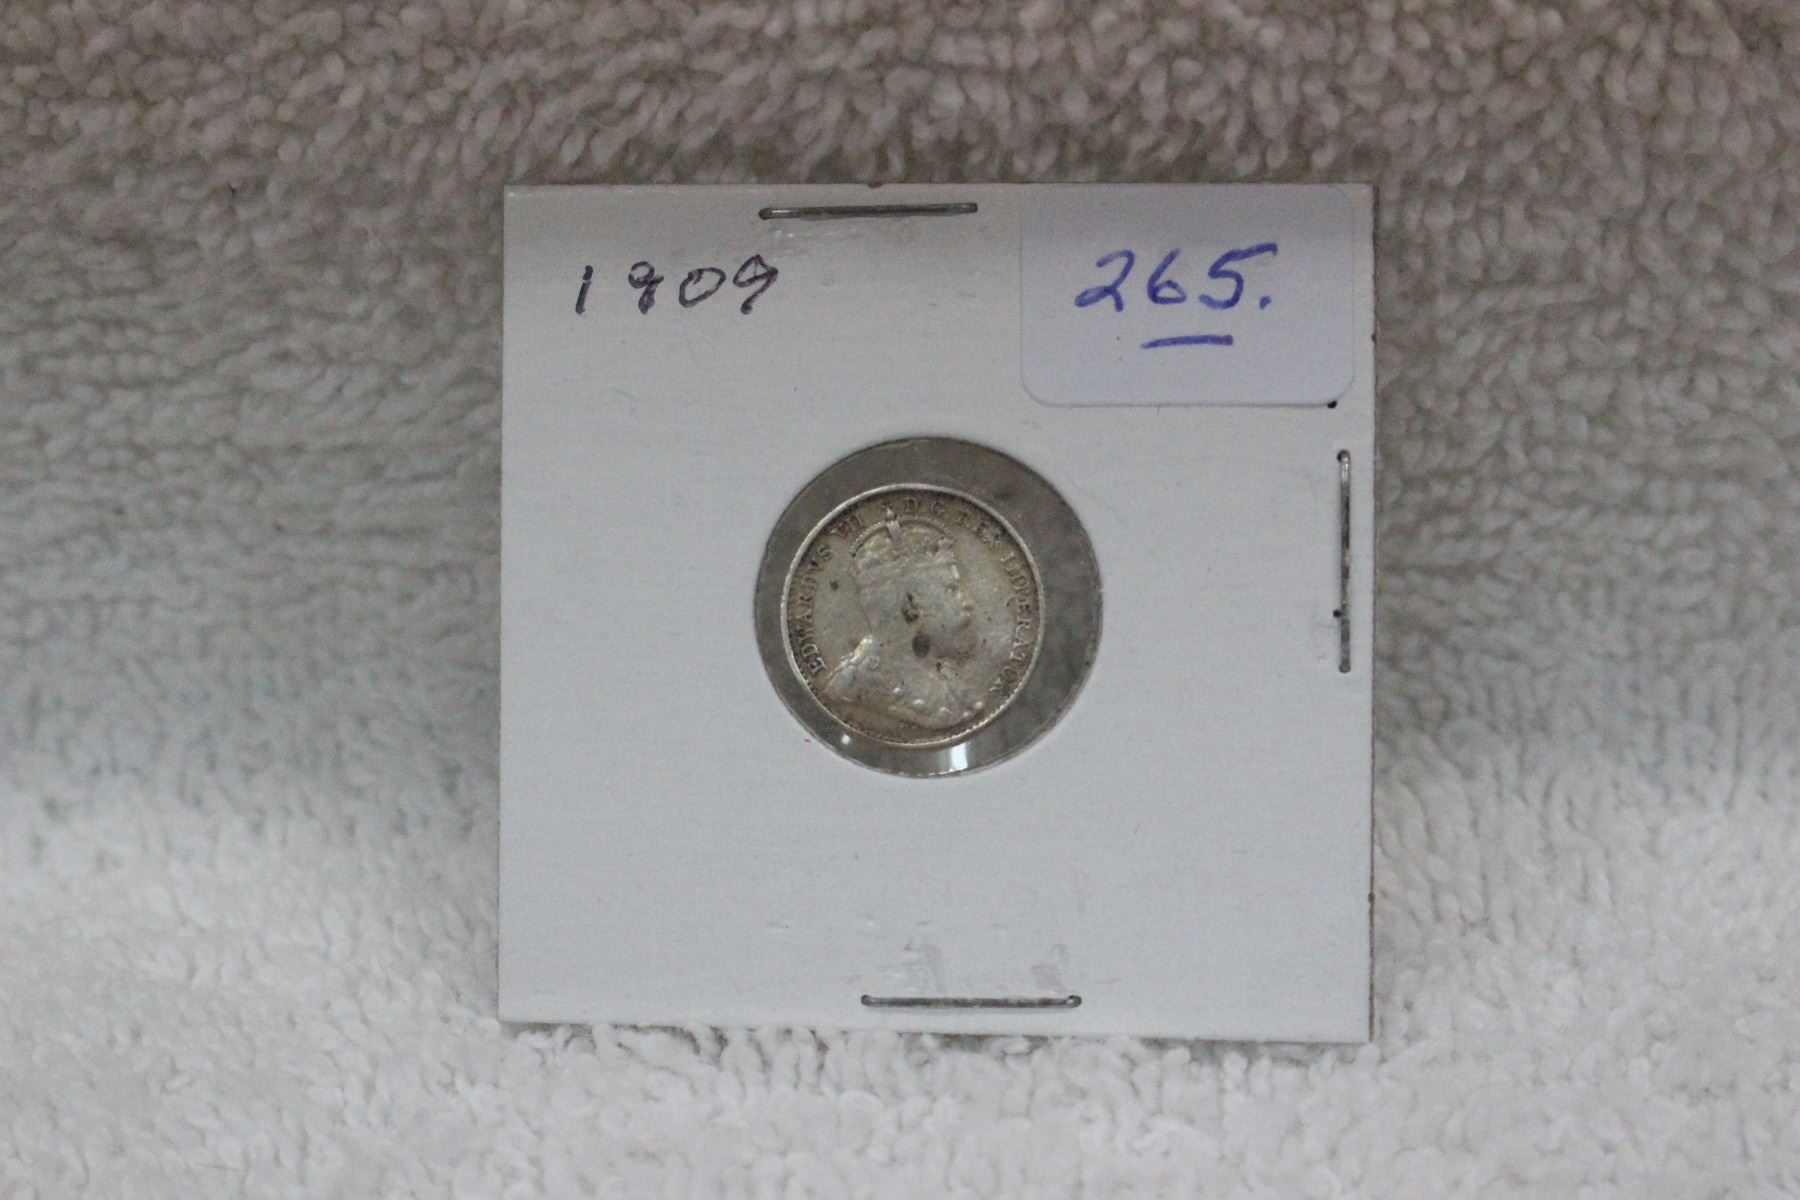 1909
265.
EDWARDVS VII D.G. REX IMPERATOR